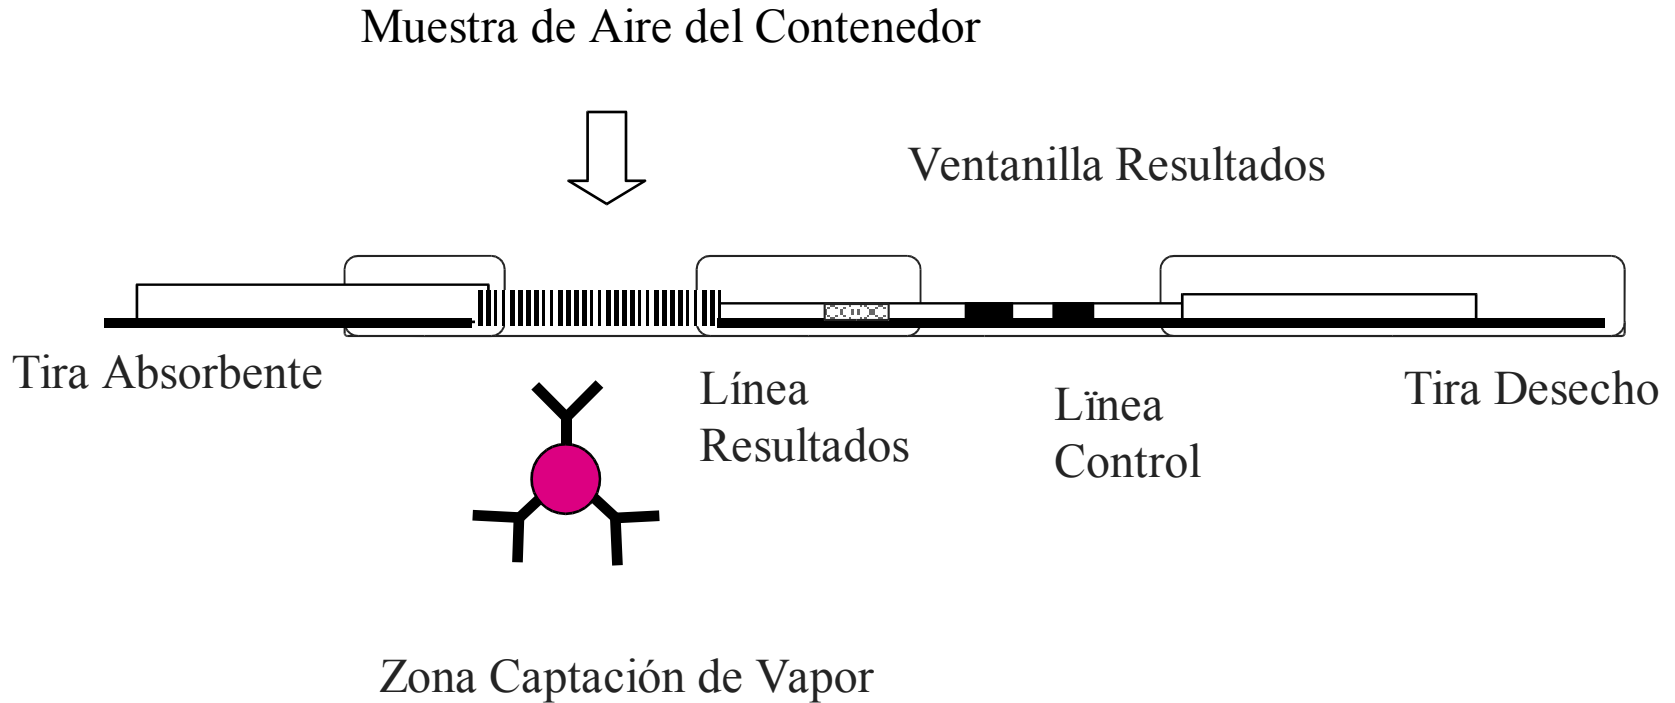 Muestra de Aire del Contenedor
Ventanilla Resultados
Tira Absorbente
Línea
Resultados
Lïnea
Control
Tira Desecho
Zona Captación de Vapor